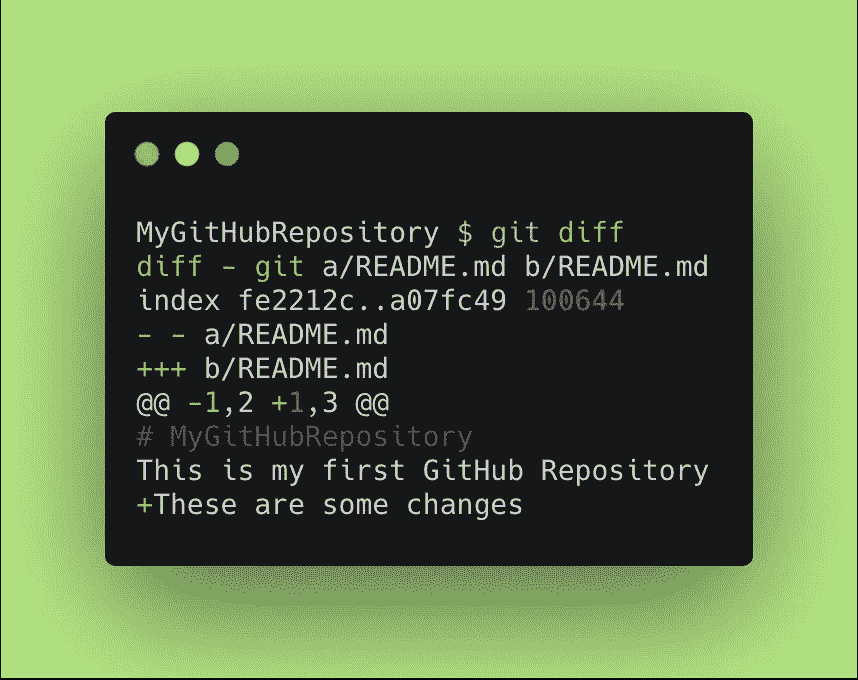 MyGitHubRepository $ git diff
diff - git a/README.md b/README.md
index fe2212c..a07fc49 100644
- - a/README.md
+++ b/README.md
@@ -1,2 +1,3 @@
# MyGitHubRepository
This is my first GitHub Repository
+These are some changes